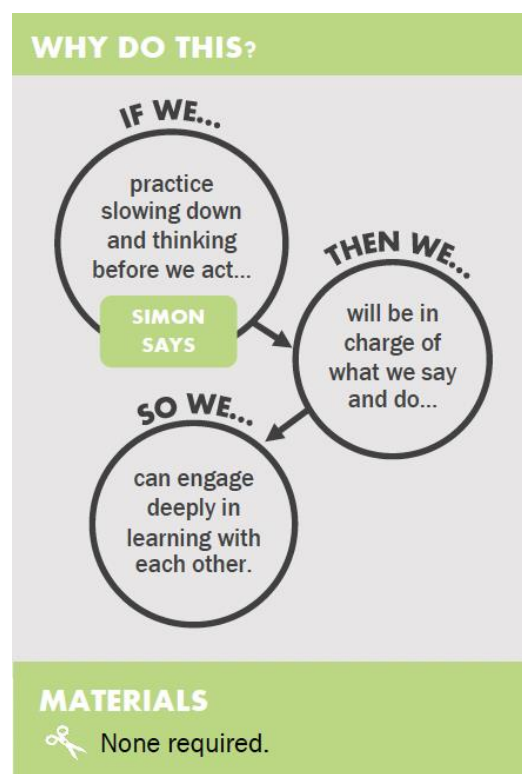 WHY DO THIS?
IF WE...
practice
slowing down
and thinking
before we act...
SIMON
SAYS
THEN WE...
will be in
charge of
what we say
and do...
SO WE...
can engage
deeply in
learning with
each other.
MATERIALS
None required.